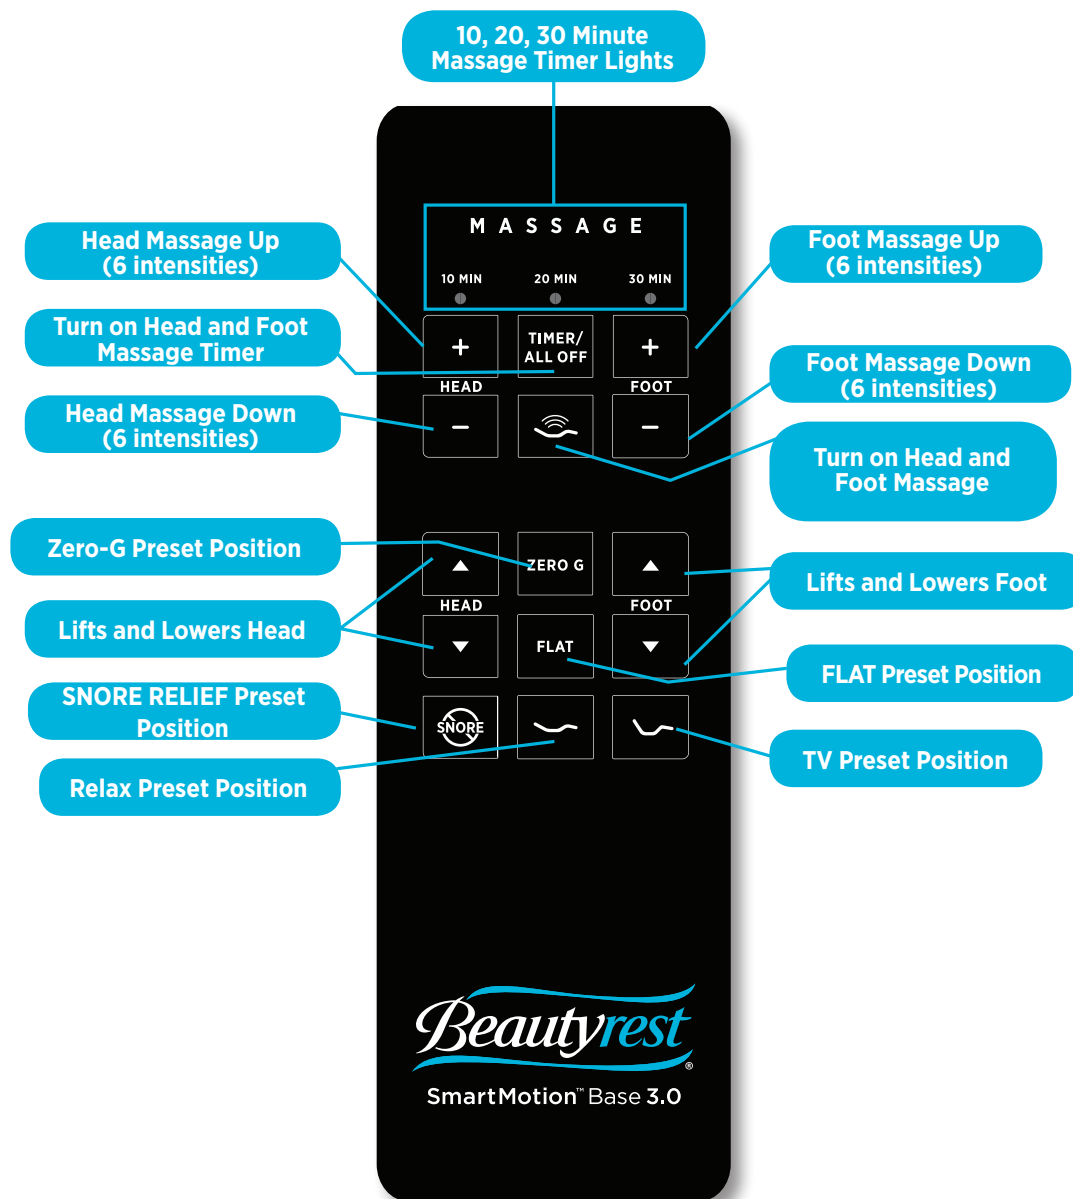 10, 20, 30 Minute
Massage Timer Lights
MASSAGE
10 MIN 20 MIN 30 MIN
Head Massage Up
(6 intensities)
Foot Massage Up
(6 intensities)
Turn on Head and Foot
Massage Timer
+ TIMER/
ALL OFF +
HEAD FOOT
Foot Massage Down
(6 intensities)
Head Massage Down
(6 intensities)
− −
Turn on Head and
Foot Massage
Zero-G Preset Position
ZERO G
HEAD FOOT
Lifts and Lowers Foot
Lifts and Lowers Head
FLAT
FLAT Preset Position
SNORE RELIEF Preset
Position
SNORE
TV Preset Position
Relax Preset Position
Beautyrest®
SmartMotion™ Base 3.0